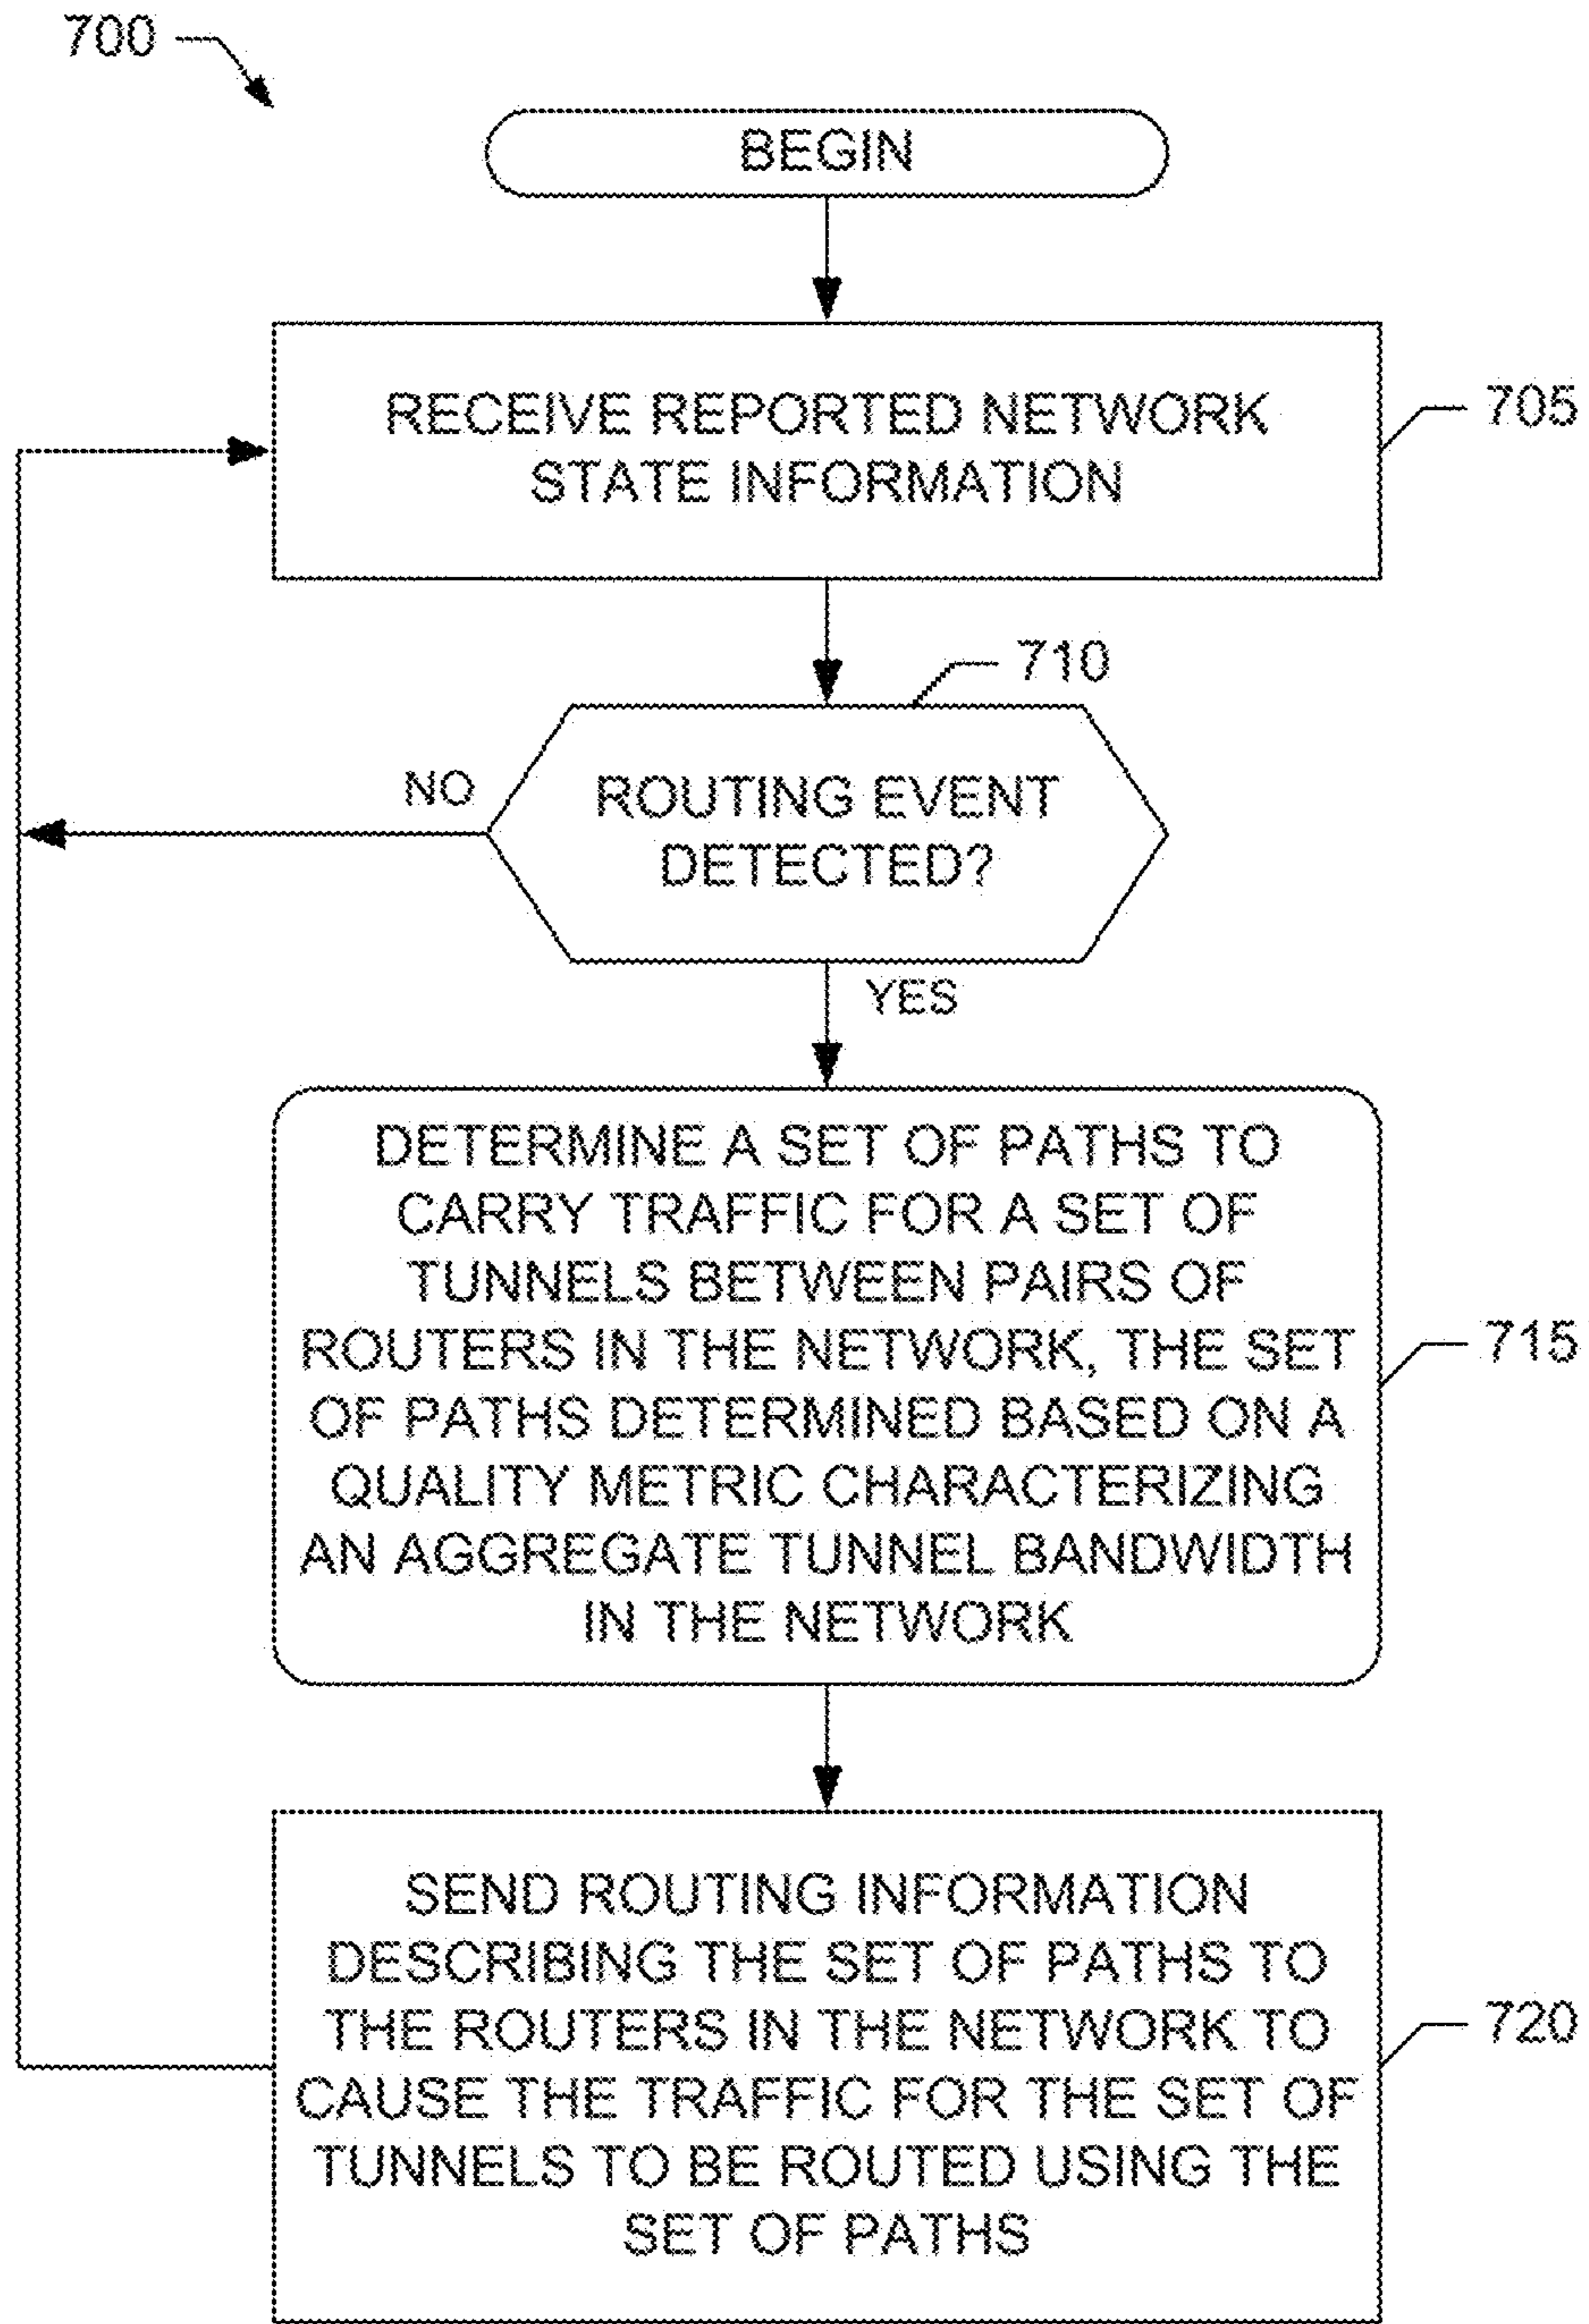 700
BEGIN
RECEIVE REPORTED NETWORK
STATE INFORMATION
705
710
ROUTING EVENT
DETECTED?
NO
YES
DETERMINE A SET OF PATHS TO
CARRY TRAFFIC FOR A SET OF
TUNNELS BETWEEN PAIRS OF
ROUTERS IN THE NETWORK, THE SET
OF PATHS DETERMINED BASED ON A
QUALITY METRIC CHARACTERIZING
AN AGGREGATE TUNNEL BANDWIDTH
IN THE NETWORK
715
SEND ROUTING INFORMATION
DESCRIBING THE SET OF PATHS TO
THE ROUTERS IN THE NETWORK TO
CAUSE THE TRAFFIC FOR THE SET OF
TUNNELS TO BE ROUTED USING THE
SET OF PATHS
720